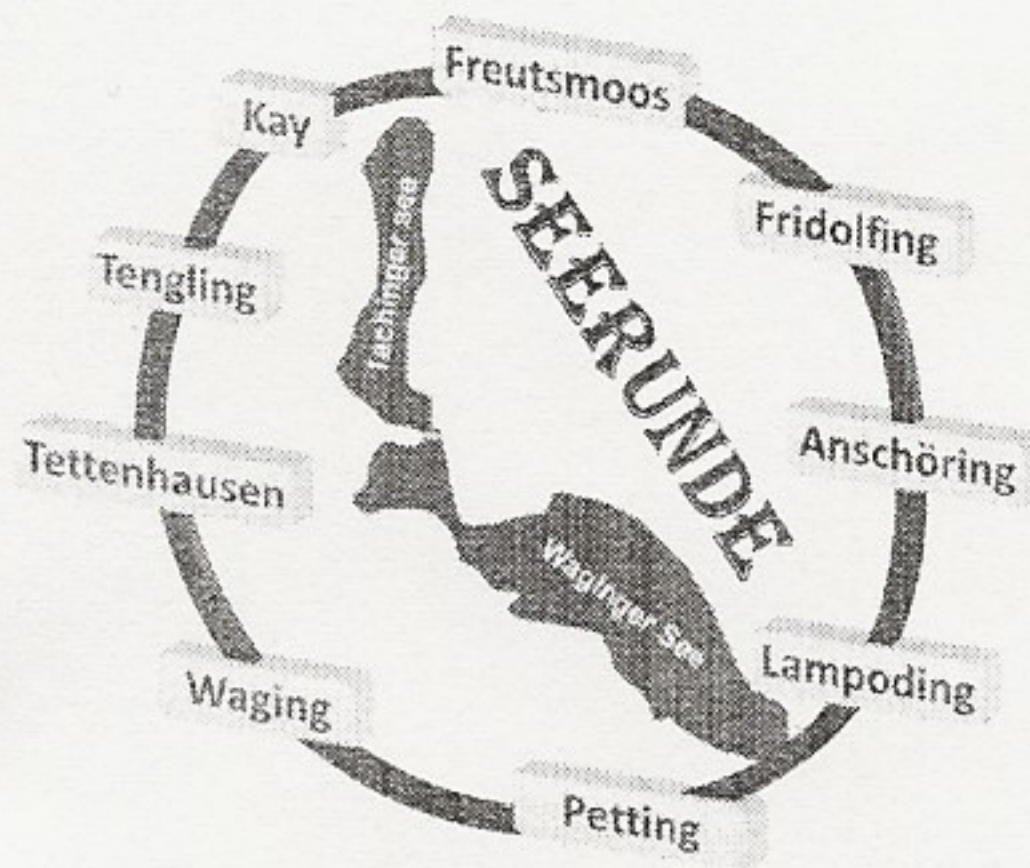 Freutsmoos
Kay
Fridolfing
Tengling
Tachinger see
SEERUNDE
Anschöring
Tettenhausen
Waginger See
Lampoding
Waging
Petting